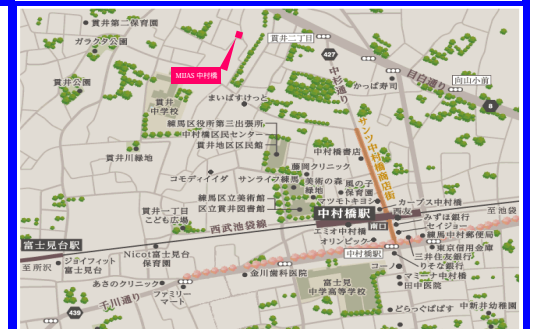 貫井第二保育園
ガラクタ公園
MIJAS 中村橋
貫井二丁目
427
中杉通り
目白通り
向山小前
8
貫井公園
まいばすけっと
かっぱ寿司
貫井
中学校
練馬区役所第三出張所
中村橋区民センター
貫井地区区民館
サンツ中村橋商店街
中村橋書店
貫井川緑地
藤岡クリニック
コモディイイダ
サンライフ練馬
美術の森
緑地
風の子
保育園
練馬区立美術館
区立貫井図書館
マツモトキヨシ
カーブス中村橋
貫井一丁目
こども広場
中村橋駅
西友
至池袋
西武池袋線
南口
みずほ銀行
セイジョー
エミオ中村橋
オリンピック
練馬中村郵便局
富士見台駅
東京信用金庫
中村橋駅
三井住友銀行
りそな銀行
至所沢
ジョイフィット
富士見台
Nicot富士見台
保育園
コーノ
マミーナ中村橋
田中医院
金川歯科医院
富士見
中学高等学校
あさのクリニック
ファミリー
マート
千川通り
439
どらっぐぱぱす
中新井幼稚園